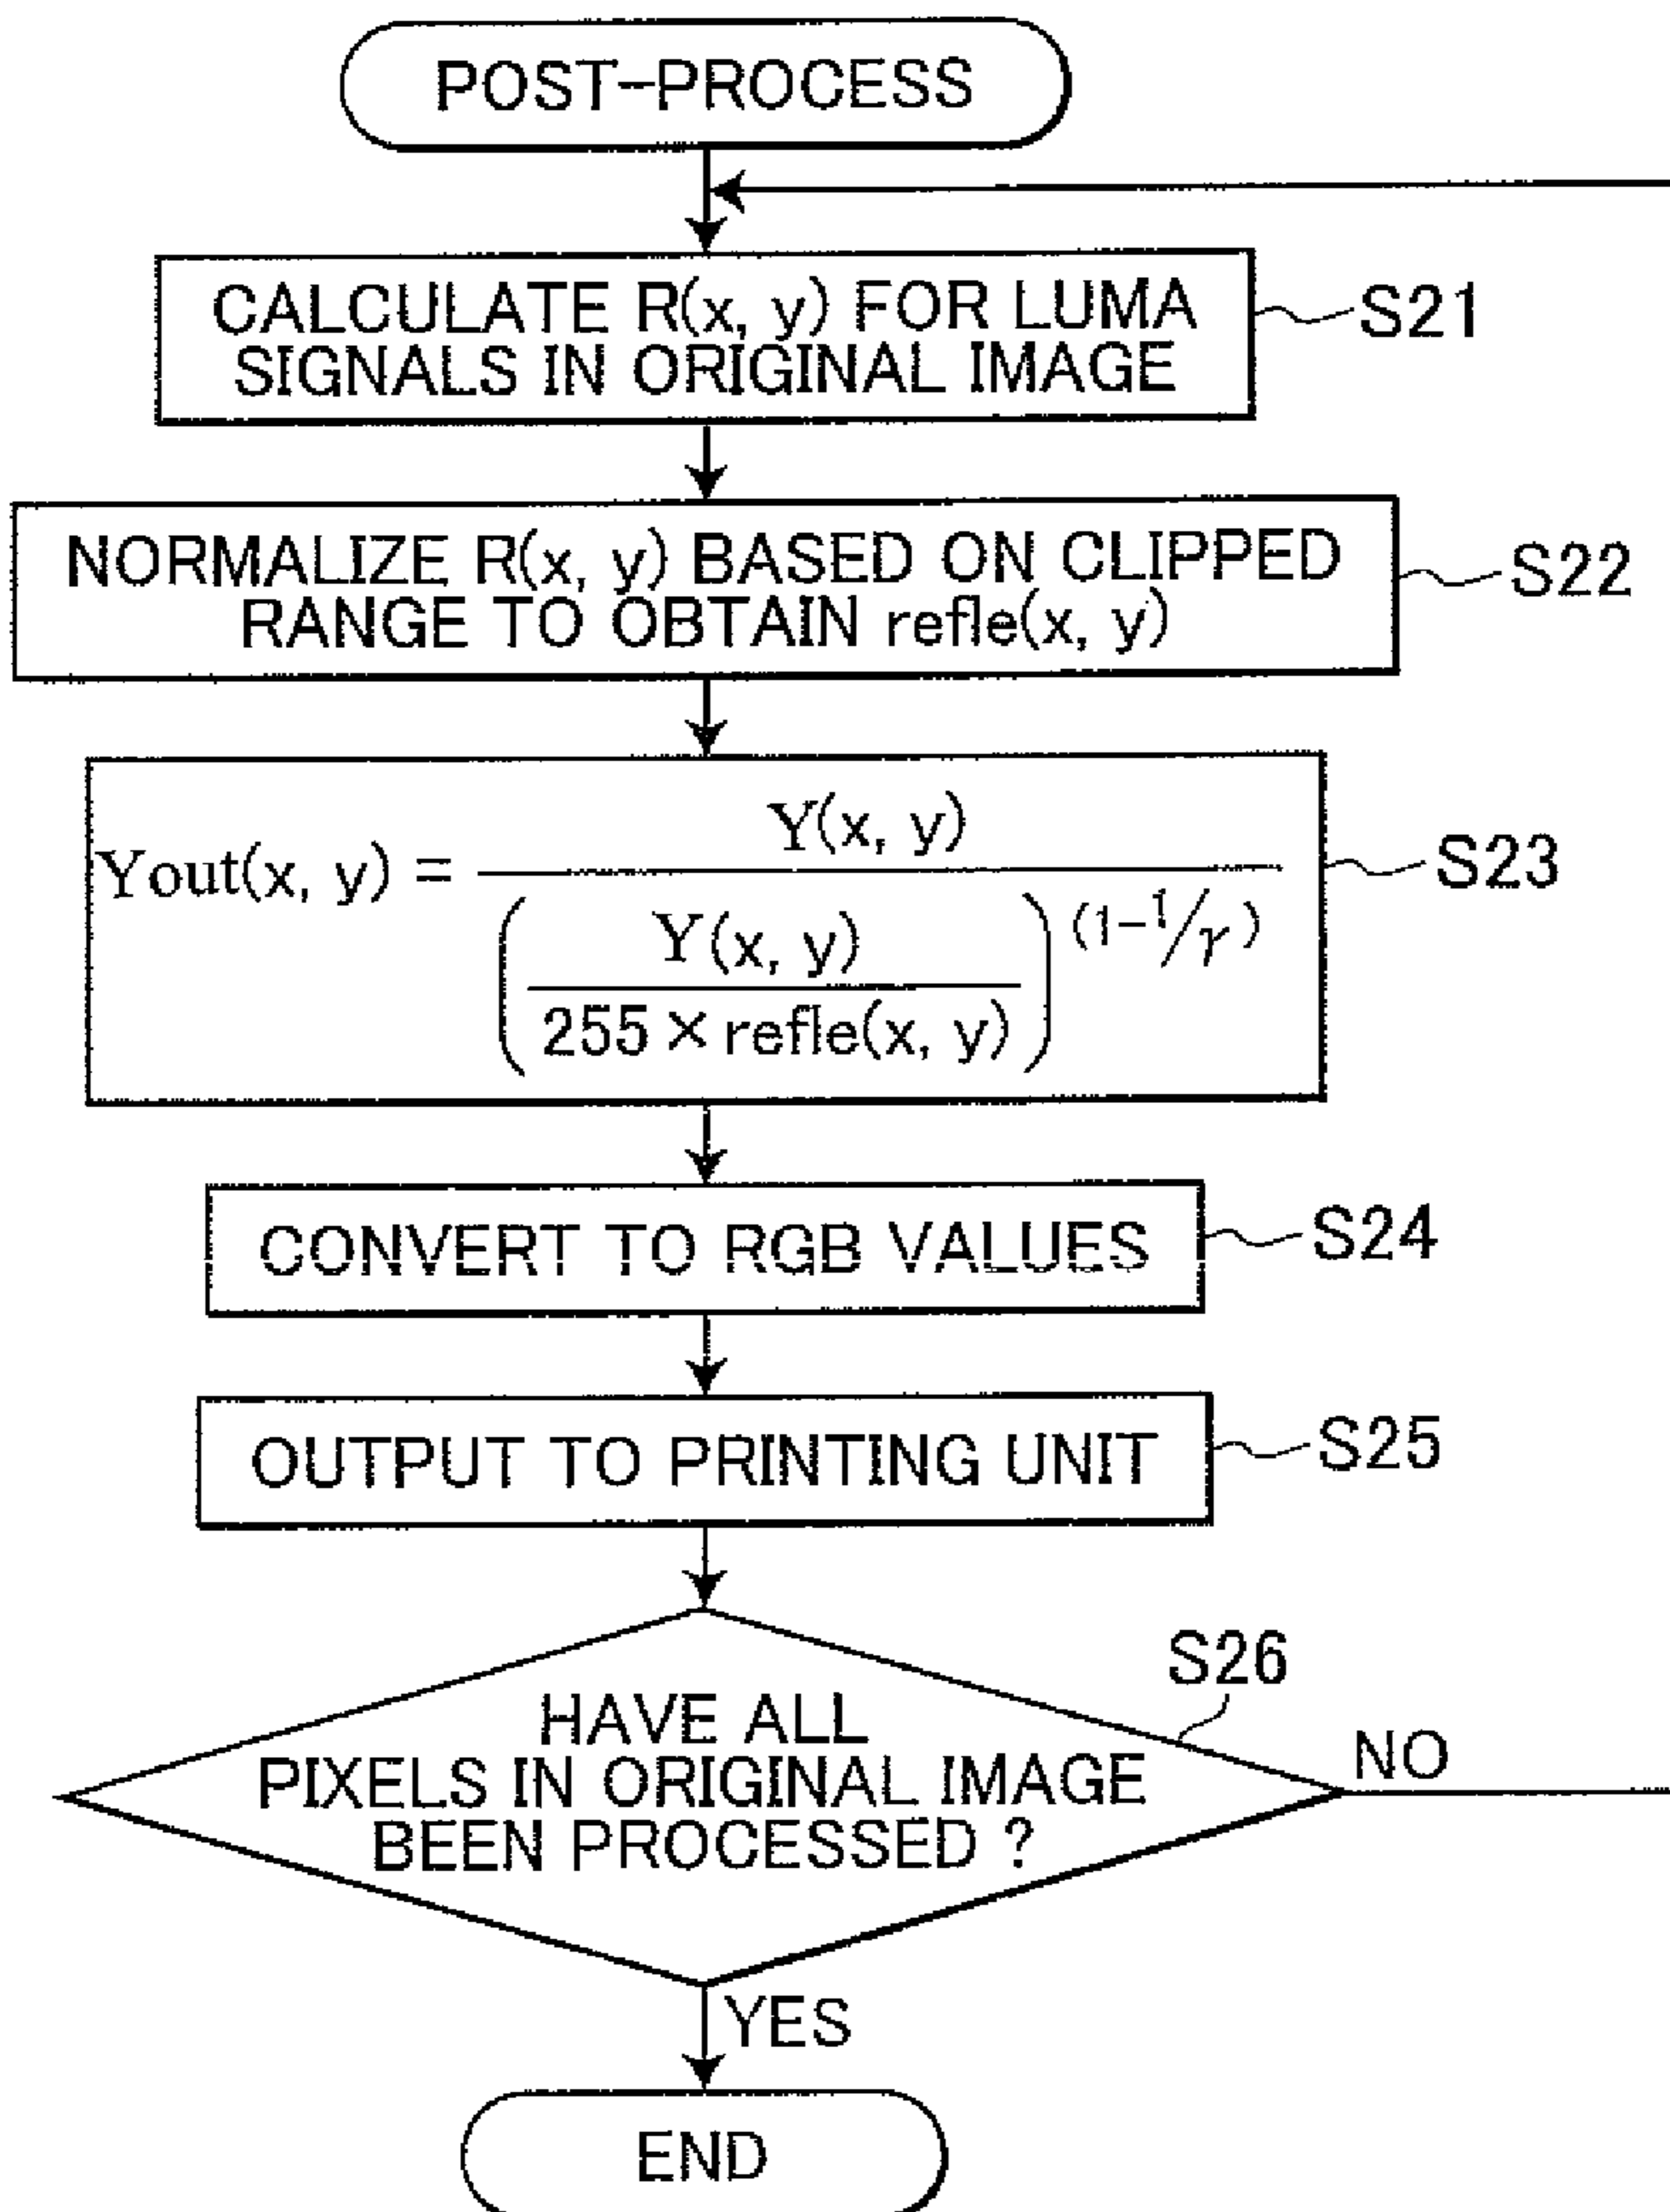 POST-PROCESS
CALCULATE R(x, y) FOR LUMA
SIGNALS IN ORIGINAL IMAGE
S21
NORMALIZE R(x, y) BASED ON CLIPPED
RANGE TO OBTAIN refle(x, y)
S22
Yout(x, y) = Y(x, y)
(Y(x, y) / 255 × refle(x, y)) (1-1/γ)
S23
CONVERT TO RGB VALUES
S24
OUTPUT TO PRINTING UNIT
S25
S26
HAVE ALL
PIXELS IN ORIGINAL IMAGE
BEEN PROCESSED ?
NO
YES
END